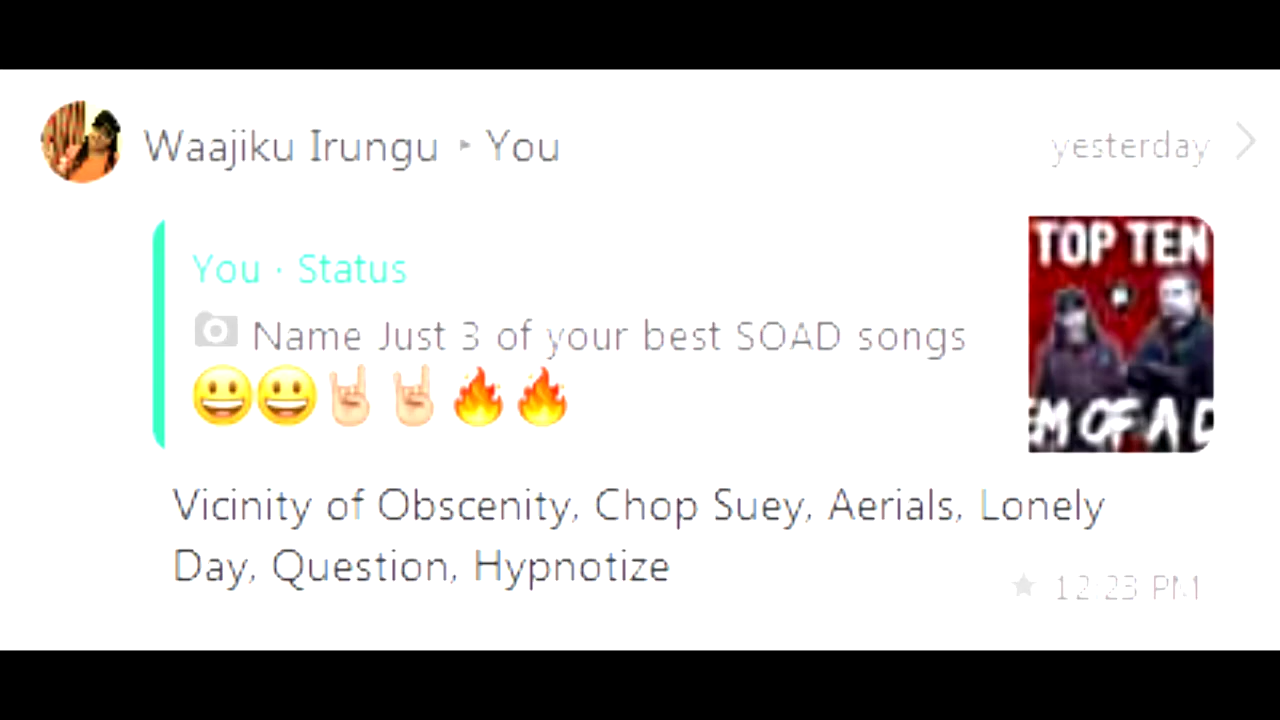 Waajiku Irungu ▸ You
yesterday
You · Status
Name Just 3 of your best SOAD songs
😀😀🤘🏻🤘🏻🔥🔥
TOP TEN
EM OF A D
Vicinity of Obscenity, Chop Suey, Aerials, Lonely
Day, Question, Hypnotize
12:23 PM